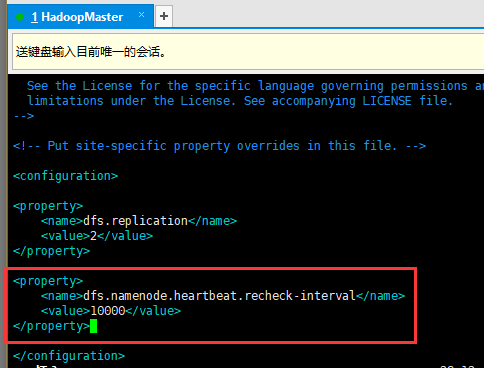 1 HadoopMaster × +
送键盘输入目前唯一的会话。
See the License for the specific language governing permissions
limitations under the License. See accompanying LICENSE file.
-->
<!-- Put site-specific property overrides in this file. -->
<configuration>
<property>
<name>dfs.replication</name>
<value>2</value>
</property>
<property>
<name>dfs.namenode.heartbeat.recheck-interval</name>
<value>10000</value>
</property>
</configuration>